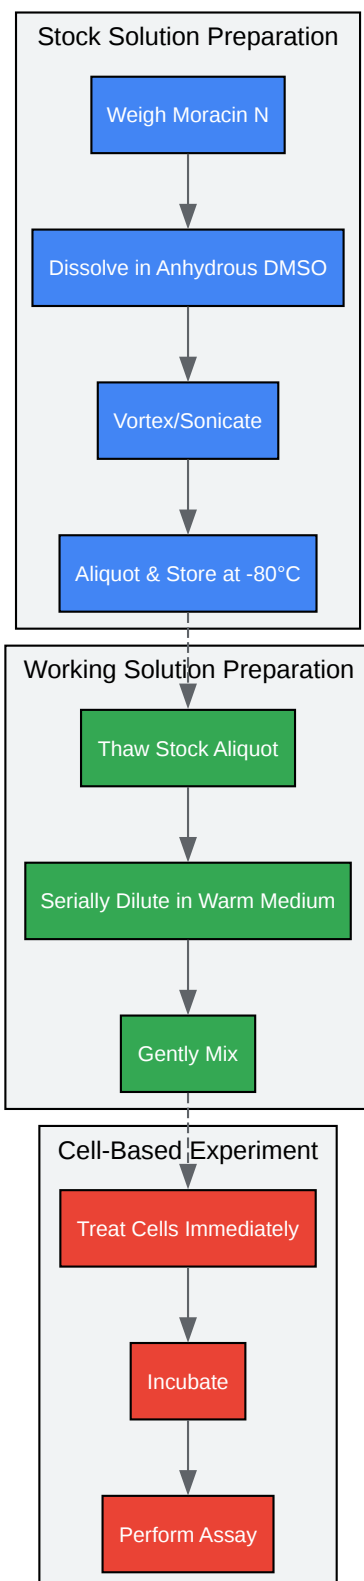 Stock Solution Preparation
Weigh Moracin N
Dissolve in Anhydrous DMSO
Vortex/Sonicate
Aliquot & Store at -80°C
Working Solution Preparation
Thaw Stock Aliquot
Serially Dilute in Warm Medium
Gently Mix
Cell-Based Experiment
Treat Cells Immediately
Incubate
Perform Assay